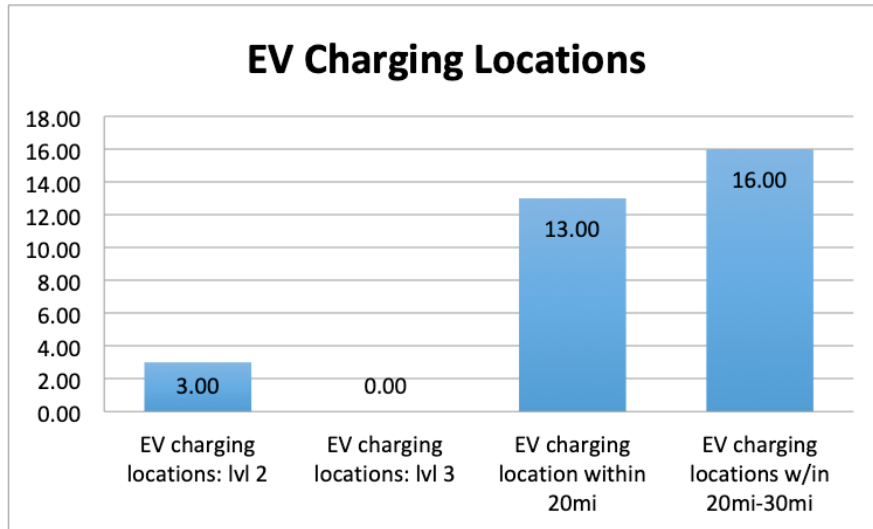 EV Charging Locations
18.00
16.00
14.00
12.00
10.00
8.00
6.00
4.00
2.00
0.00
3.00
0.00
13.00
16.00
EV charging
locations: lvl 2
EV charging
locations: lvl 3
EV charging
location within
20mi
EV charging
locations w/in
20mi-30mi